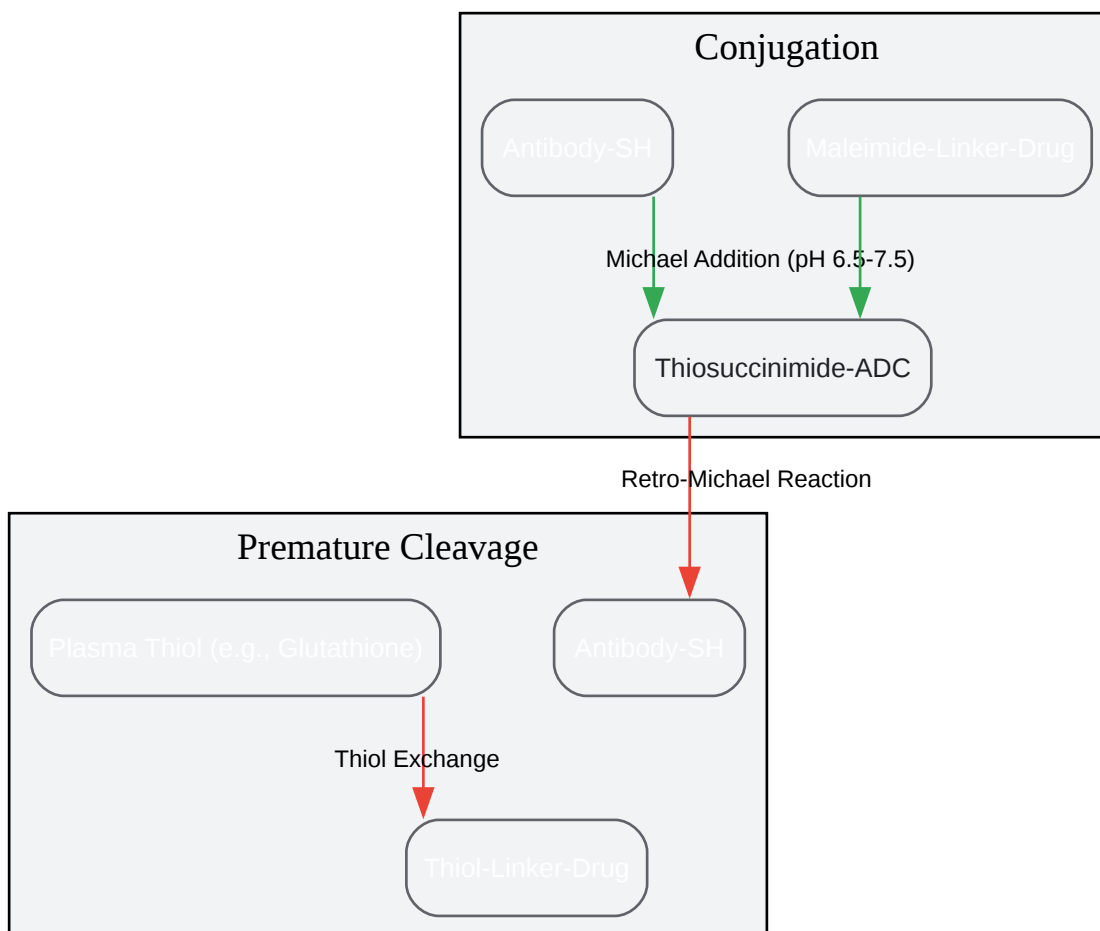 Conjugation
Antibody-SH
Maleimide-Linker-Drug
Michael Addition (pH 6.5-7.5)
Thiosuccinimide-ADC
Retro-Michael Reaction
Premature Cleavage
Plasma Thiol (e.g., Glutathione)
Antibody-SH
Thiol Exchange
Thiol-Linker-Drug